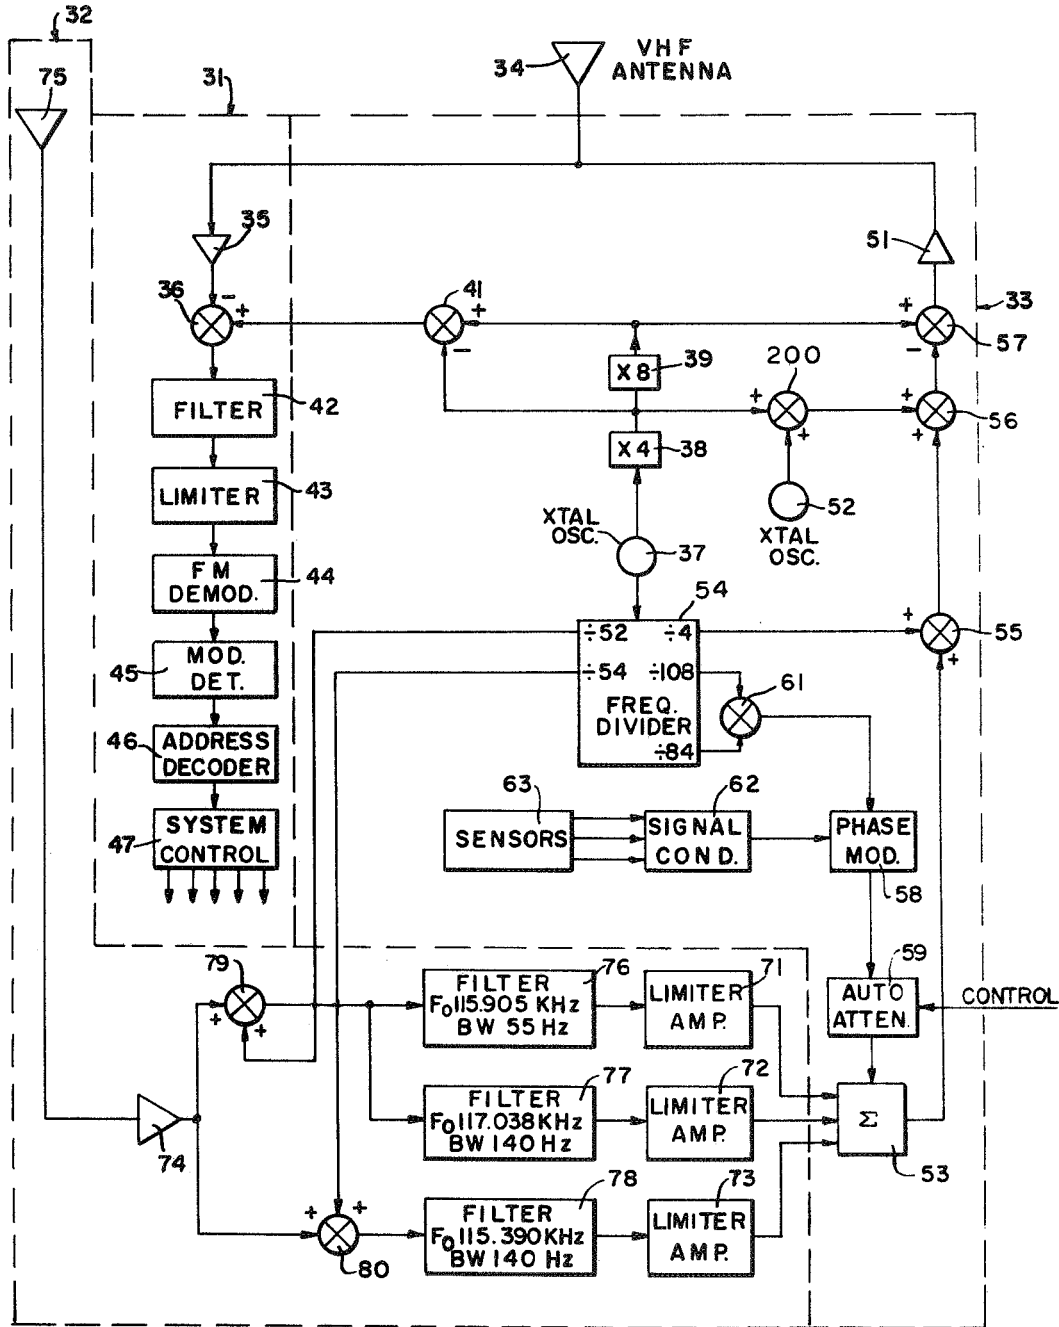 32
75
31
34
VHF
ANTENNA
35
51
36
−
+
41
+
−
+
−
33
57
X8
39
200
+
+
+
+
56
FILTER
42
X4
38
LIMITER
43
XTAL
OSC.
37
52
XTAL
OSC.
FM
DEMOD.
44
54
÷52
÷4
+
+
55
MOD.
DET.
45
÷54
÷108
61
FREQ.
DIVIDER
÷84
46
ADDRESS
DECODER
63
62
47
SYSTEM
CONTROL
SENSORS
SIGNAL
COND.
PHASE
MOD.
58
79
+
+
76
FILTER
Fo 115.905 KHz
BW 55 Hz
71
LIMITER
AMP.
59
AUTO
ATTEN.
CONTROL
77
FILTER
Fo 117.038 KHz
BW 140 Hz
72
LIMITER
AMP.
Σ
53
74
78
+
+
80
FILTER
Fo 115.390 KHz
BW 140 Hz
73
LIMITER
AMP.